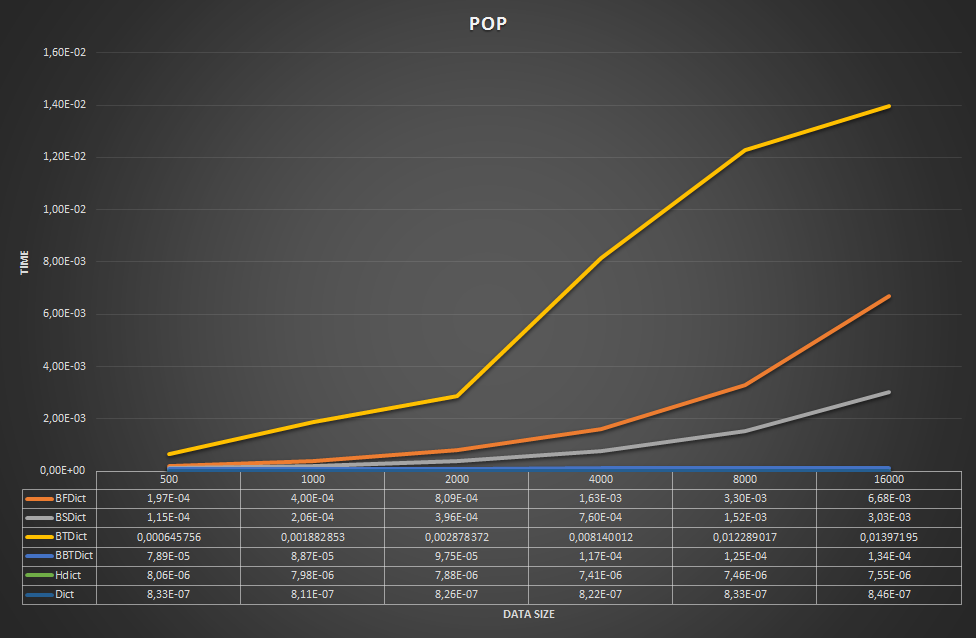 POP
1,60E-02
1,40E-02
1,20E-02
1,00E-02
8,00E-03
6,00E-03
4,00E-03
2,00E-03
0,00E+00
TIME
500 1000 2000 4000 8000 16000
BFDict 1,97E-04 4,00E-04 8,09E-04 1,63E-03 3,30E-03 6,68E-03
BSDict 1,15E-04 2,06E-04 3,96E-04 7,60E-04 1,52E-03 3,03E-03
BTDict 0,000645756 0,001882853 0,002878372 0,008140012 0,012289017 0,01397195
BBTDict 7,89E-05 8,87E-05 9,75E-05 1,17E-04 1,25E-04 1,34E-04
Hdict 8,06E-06 7,98E-06 7,88E-06 7,41E-06 7,46E-06 7,55E-06
Dict 8,33E-07 8,11E-07 8,26E-07 8,22E-07 8,33E-07 8,46E-07
DATA SIZE